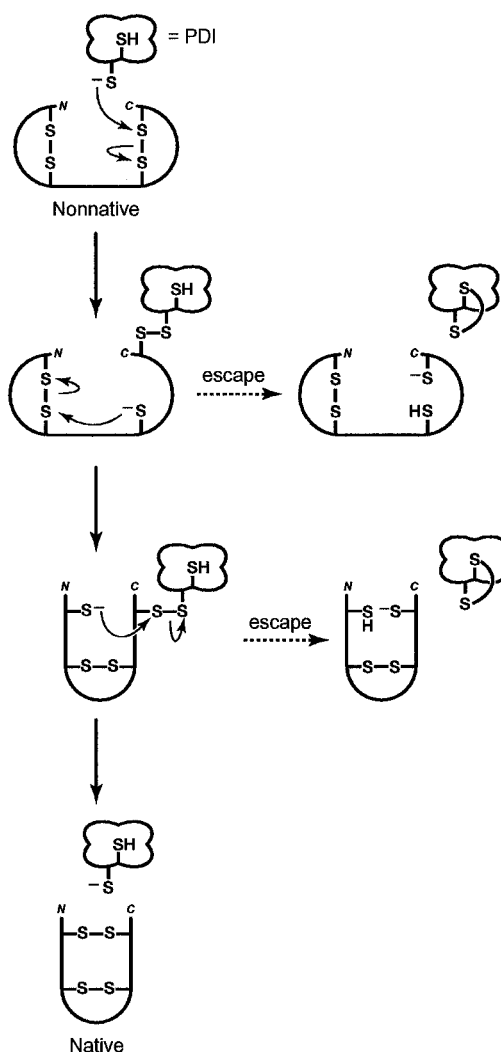 SH = PDI
–S
N C
S S
S S
Nonnative
SH
S–S
N C N C
S escape S –S
S –S S HS
S
S
SH
N C N C
S– S–S escape S –S
H
S–S S–S
S
S
SH
–S
N C
S–S
S–S
Native